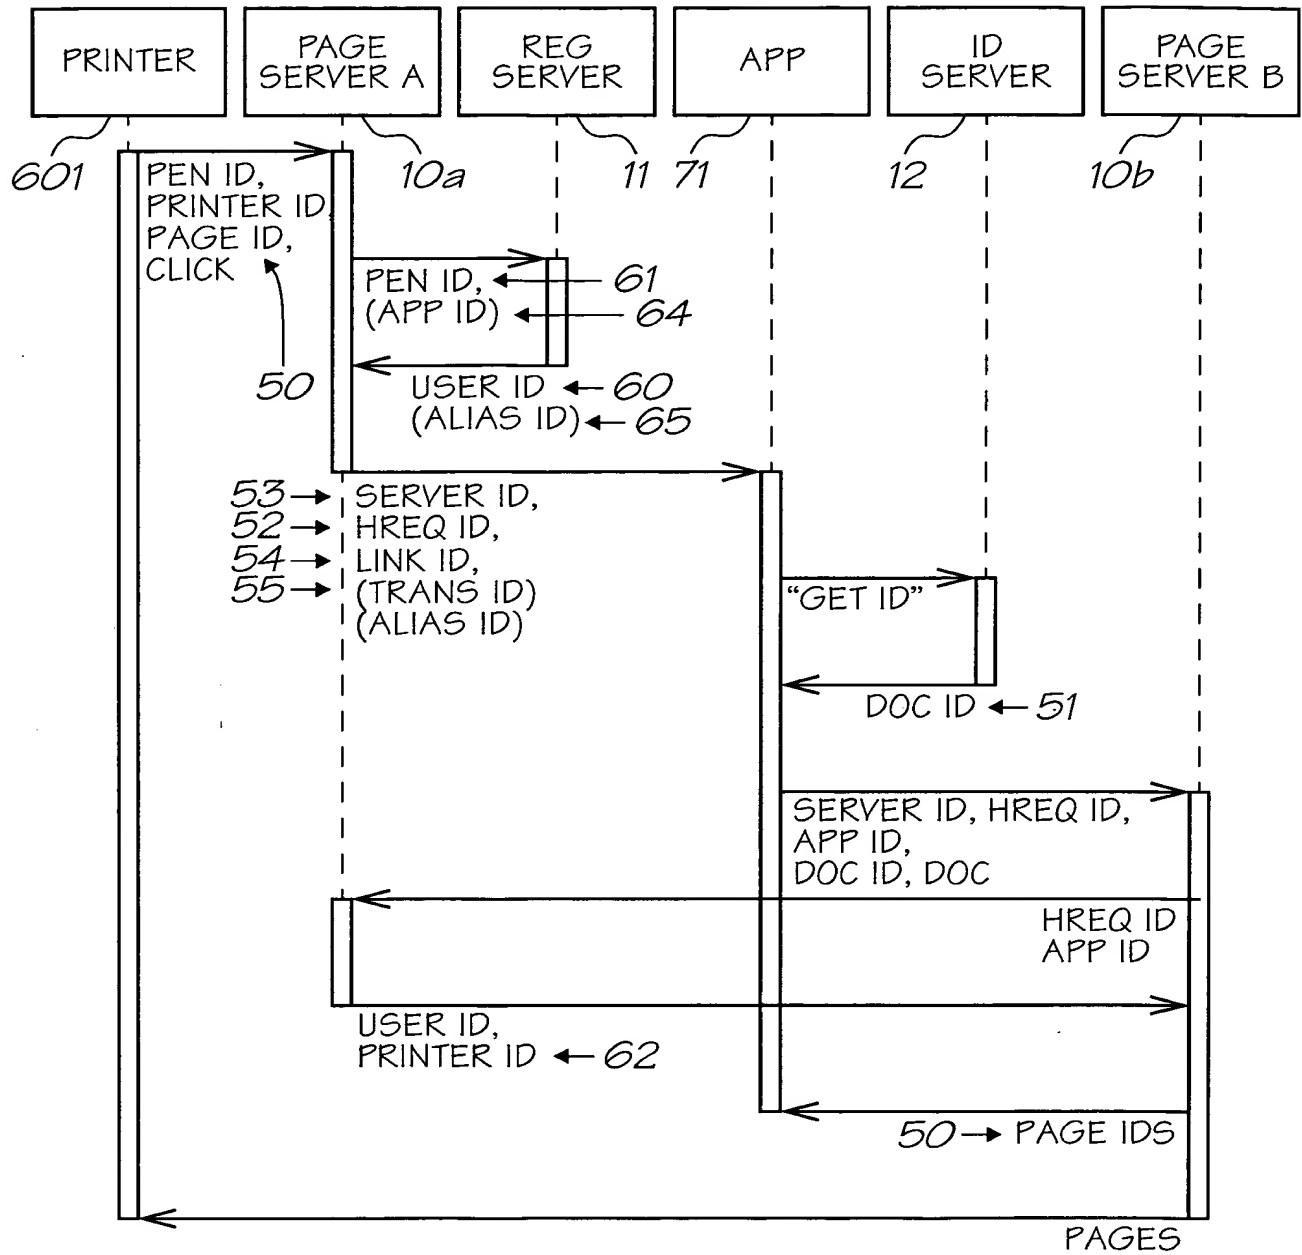 PRINTER
PAGE
SERVER A
REG
SERVER
APP
ID
SERVER
PAGE
SERVER B
601
10a
11
71
12
10b
PEN ID,
PRINTER ID
PAGE ID,
CLICK
50
PEN ID,
61
(APP ID)
64
USER ID
60
(ALIAS ID)
65
53
SERVER ID,
52
HREQ ID,
54
LINK ID,
55
(TRANS ID)
(ALIAS ID)
"GET ID"
DOC ID
51
SERVER ID, HREQ ID,
APP ID,
DOC ID, DOC
HREQ ID
APP ID
USER ID,
PRINTER ID
62
50
PAGE IDS
PAGES